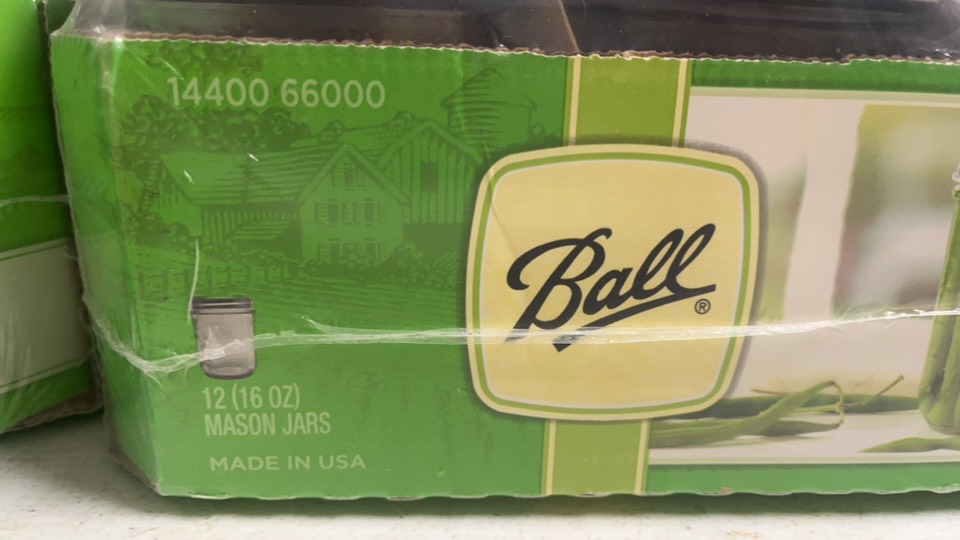 14400 66000
Ball®
12 (16 OZ)
MASON JARS
MADE IN USA